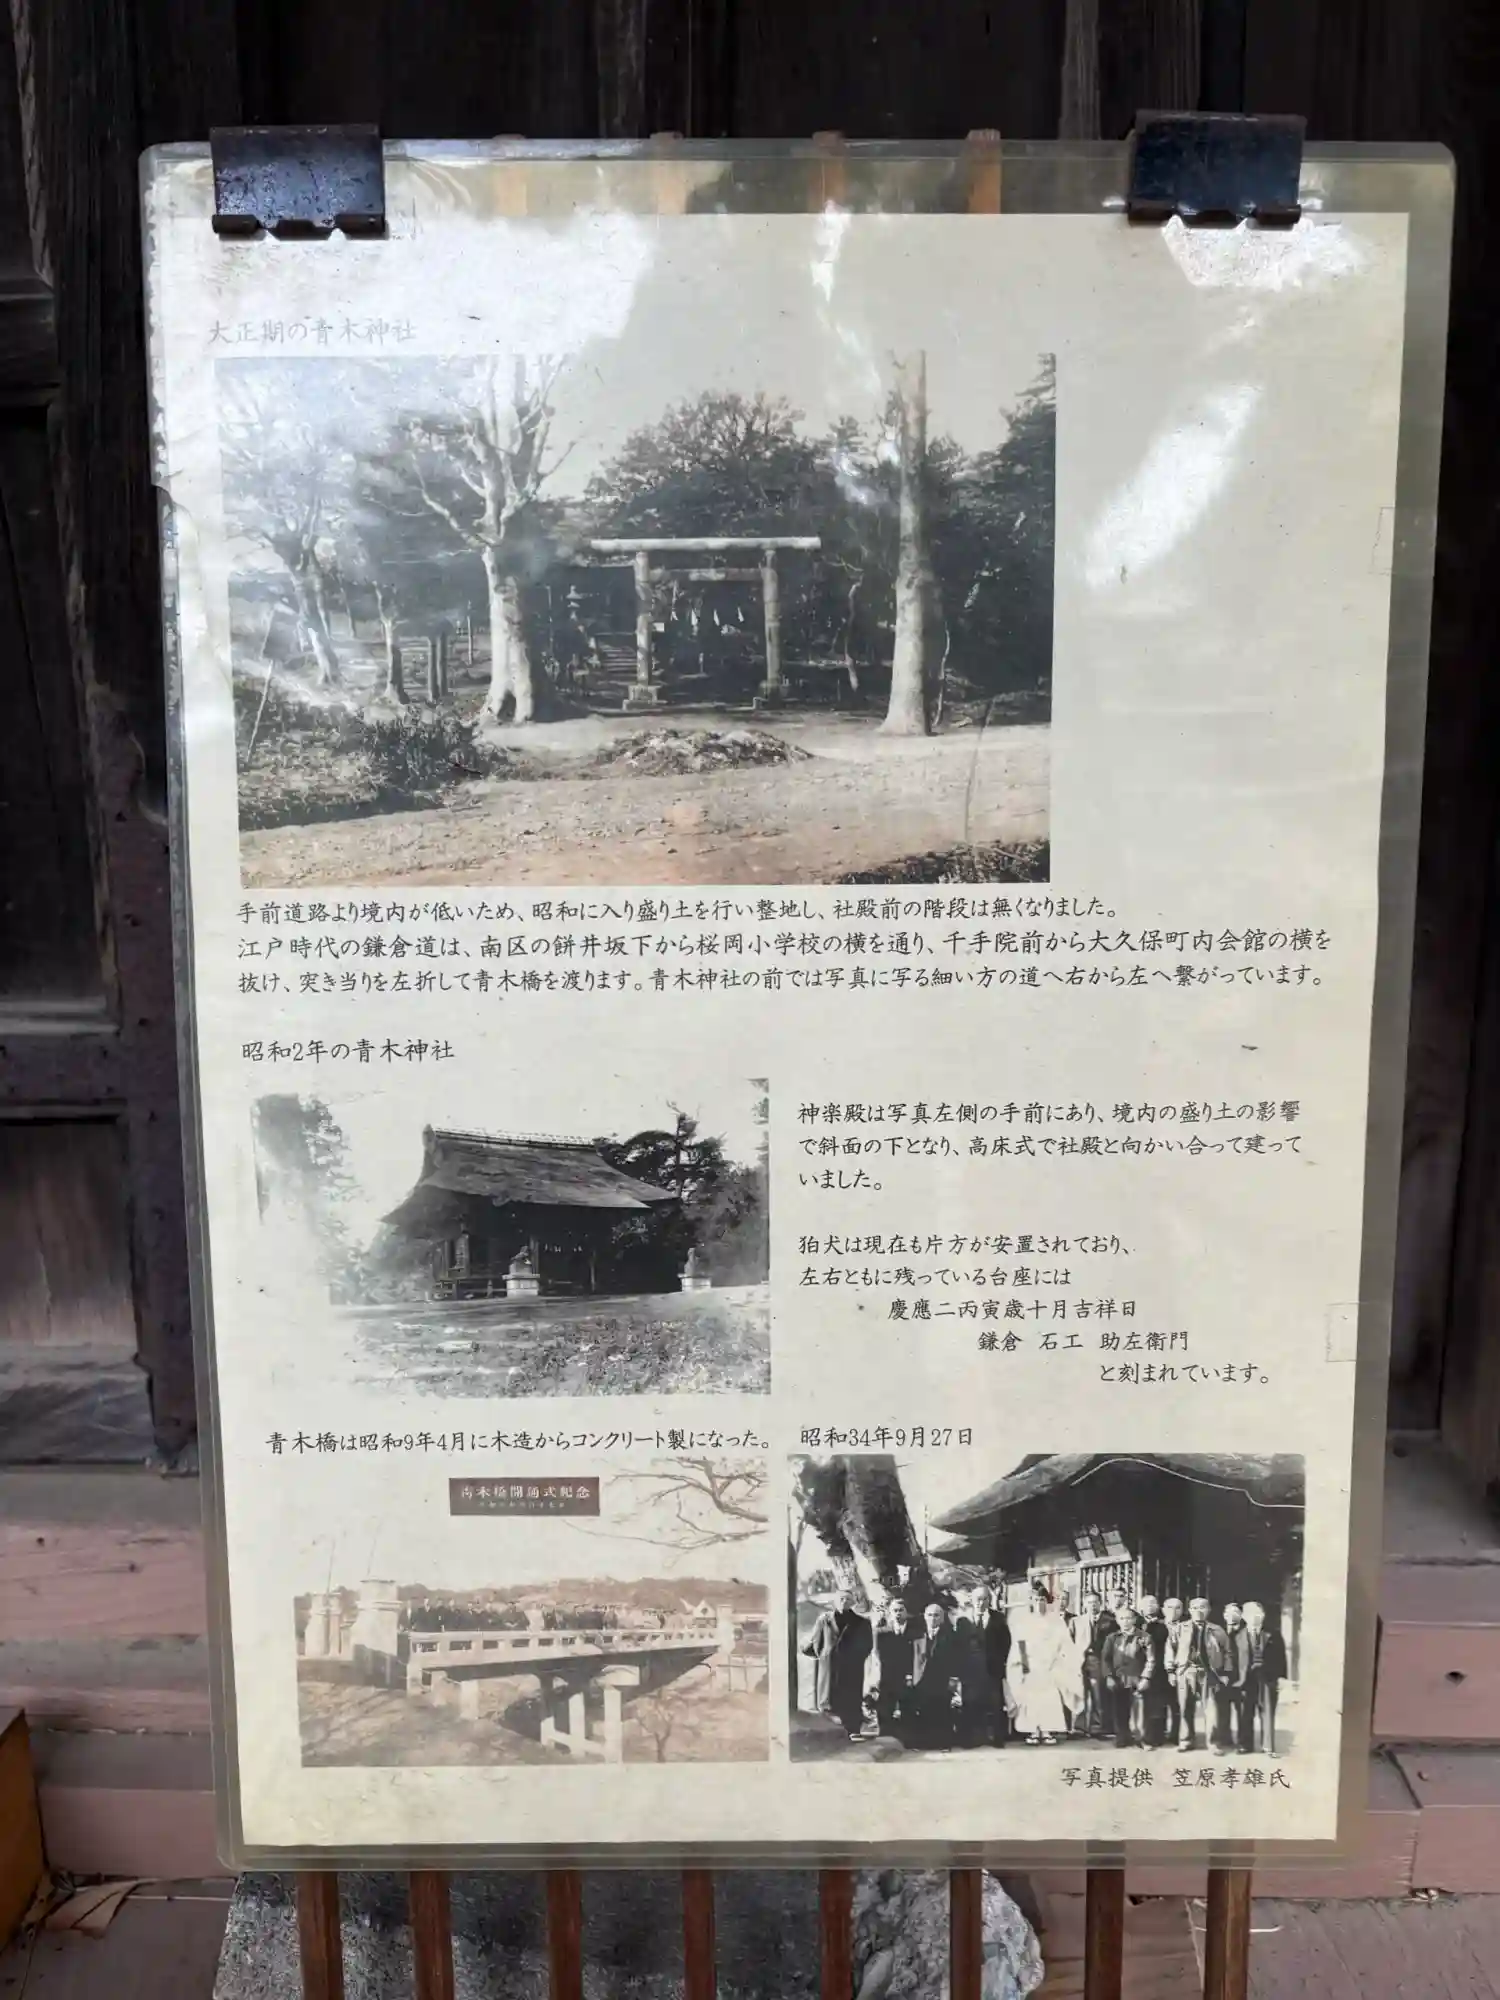 大正期の青木神社
手前道路より境内が低いため、昭和に入り盛り土を行い整地し、社殿前の階段は無くなりました。
江戸時代の鎌倉道は、南区の餅井坂下から桜岡小学校の横を通り、千手院前から大久保町内会館の横を
抜け、突き当りを左折して青木橋を渡ります。青木神社の前では写真に写る細い方の道へ右から左へ繋がっています。
昭和2年の青木神社
神楽殿は写真左側の手前にあり、境内の盛り土の影響
で斜面の下となり、高床式で社殿と向かい合って建って
いました。
狛犬は現在も片方が安置されており、
左右ともに残っている台座には
慶應二丙寅歳十月吉祥日
鎌倉 石工 助左衛門
と刻まれています。
青木橋は昭和9年4月に木造からコンクリート製になった。
青木橋開通式記念
昭和34年9月27日
写真提供 笠原孝雄氏